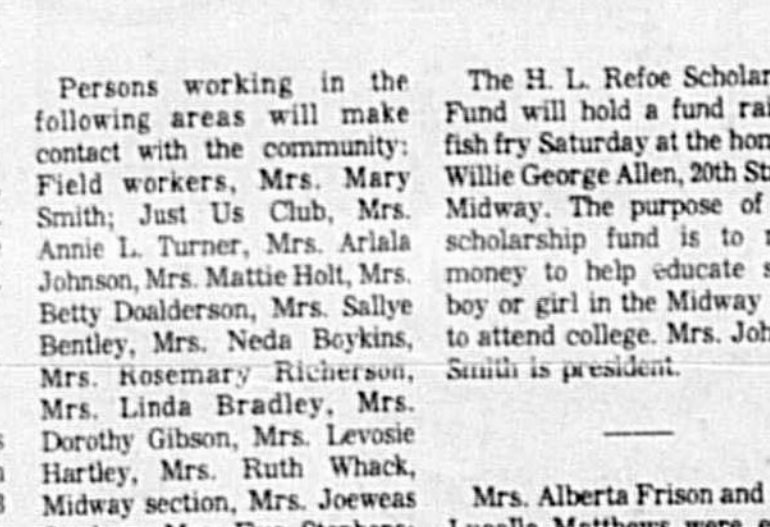 Persons working in the
following areas will make
contact with the community:
Field workers, Mrs. Mary
Smith; Just Us Club, Mrs.
Annie L. Turner, Mrs. Arlala
Johnson, Mrs. Mattie Holt, Mrs.
Betty Doalderson, Mrs. Sallye
Bentley, Mrs. Neda Boykins,
Mrs. Rosemary Richerson,
Mrs. Linda Bradley, Mrs.
Dorothy Gibson, Mrs. Levosie
Hartley, Mrs. Ruth Whack,
Midway section, Mrs. Joeweas
The H. L. Refoe Scholar
Fund will hold a fund rai
fish fry Saturday at the hom
Willie George Allen, 20th St
Midway. The purpose of
scholarship fund is to
money to help educate s
boy or girl in the Midway
to attend college. Mrs. Joh
Smith is president.
Mrs. Alberta Frison and